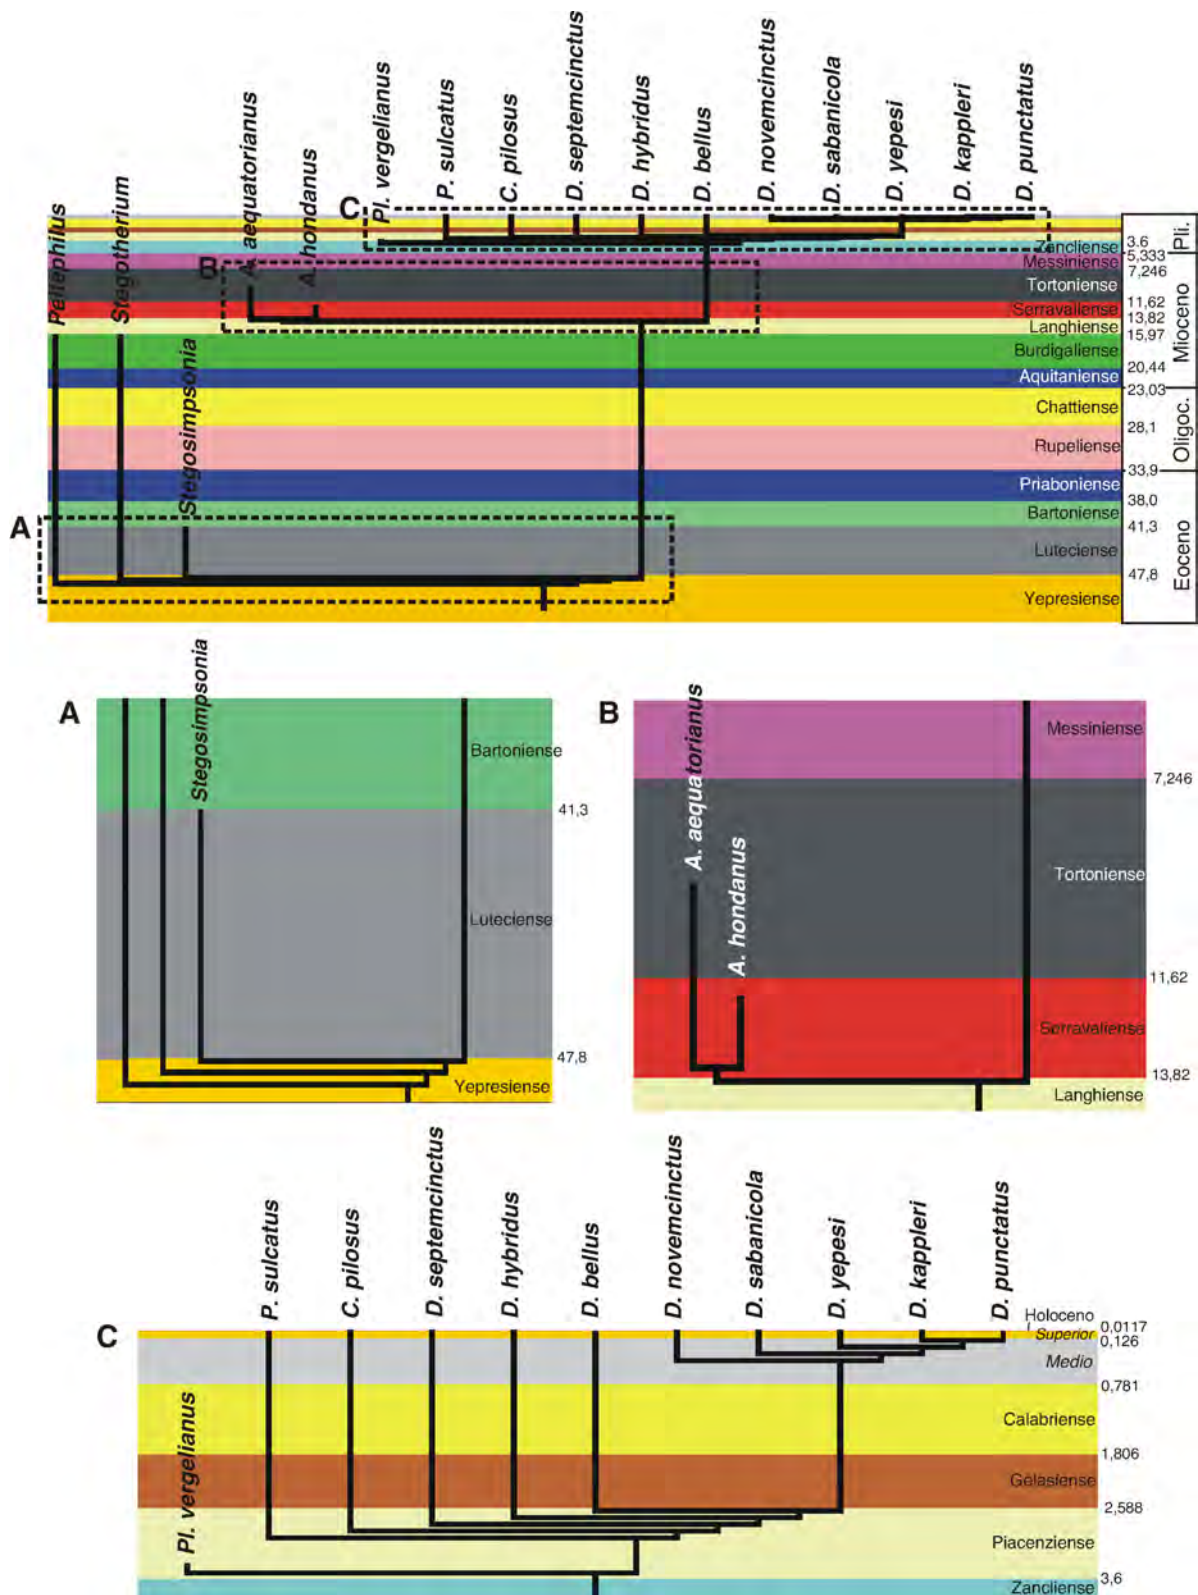 Peltephilus
Stegotherium
Stegosimpsonia
A. aequatorianus
A. hondanus
Pl. vergelianus
P. sulcatus
C. pilosus
D. septemcinctus
D. hybridus
D. bellus
D. novemcinctus
D. sabanicola
D. yepesi
D. kappleri
D. punctatus
C
B
A
Zancliense
Messiniense
Tortoniense
Serravaliense
Langhiense
Burdigaliense
Aquitaniense
Chattiense
Rupeliense
Priaboniense
Bartoniense
Luteciense
Yepresiense
3.6
5,333
7,246
11,62
13,82
15,97
20,44
23.03
28,1
33,9
38.0
41,3
47,8
Pli.
Mioceno
Oligoc.
Eoceno
A
Stegosimpsonia
Bartoniense
41,3
Luteciense
47,8
Yepresiense
B
A. aequatorianus
A. hondanus
Messiniense
7,246
Tortoniense
11,62
Serravaliense
13,82
Langhiense
C
Pl. vergelianus
P. sulcatus
C. pilosus
D. septemcinctus
D. hybridus
D. bellus
D. novemcinctus
D. sabanicola
D. yepesi
D. kappleri
D. punctatus
Holoceno
0,0117
Superior
0,126
Medio
0,781
Calabriense
1,806
Gelasiense
2,588
Piacenziense
3,6
Zancliense